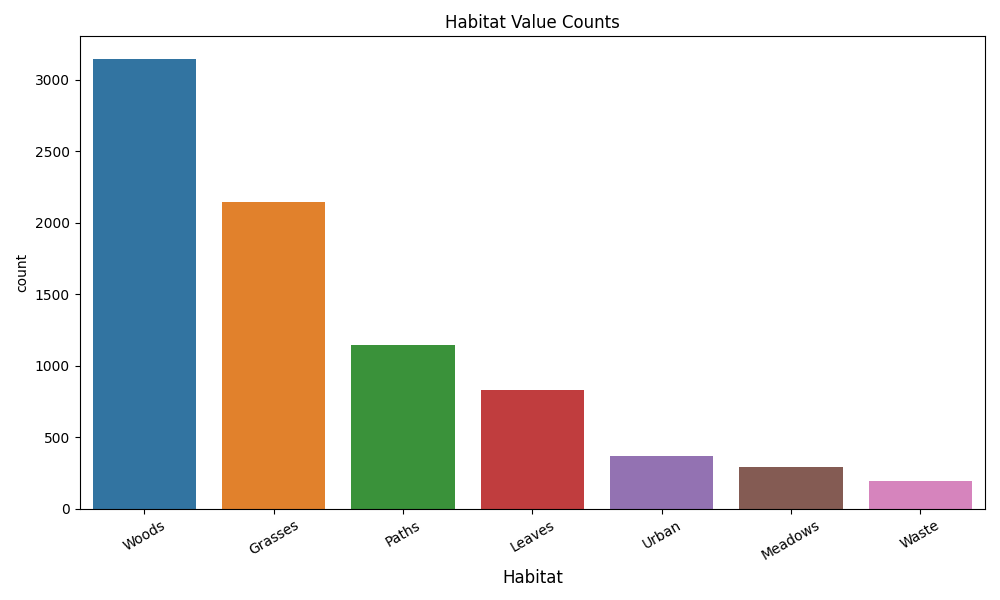 Habitat Value Counts
count
3000
2500
2000
1500
1000
500
0
Woods
Grasses
Paths
Leaves
Urban
Meadows
Waste
Habitat